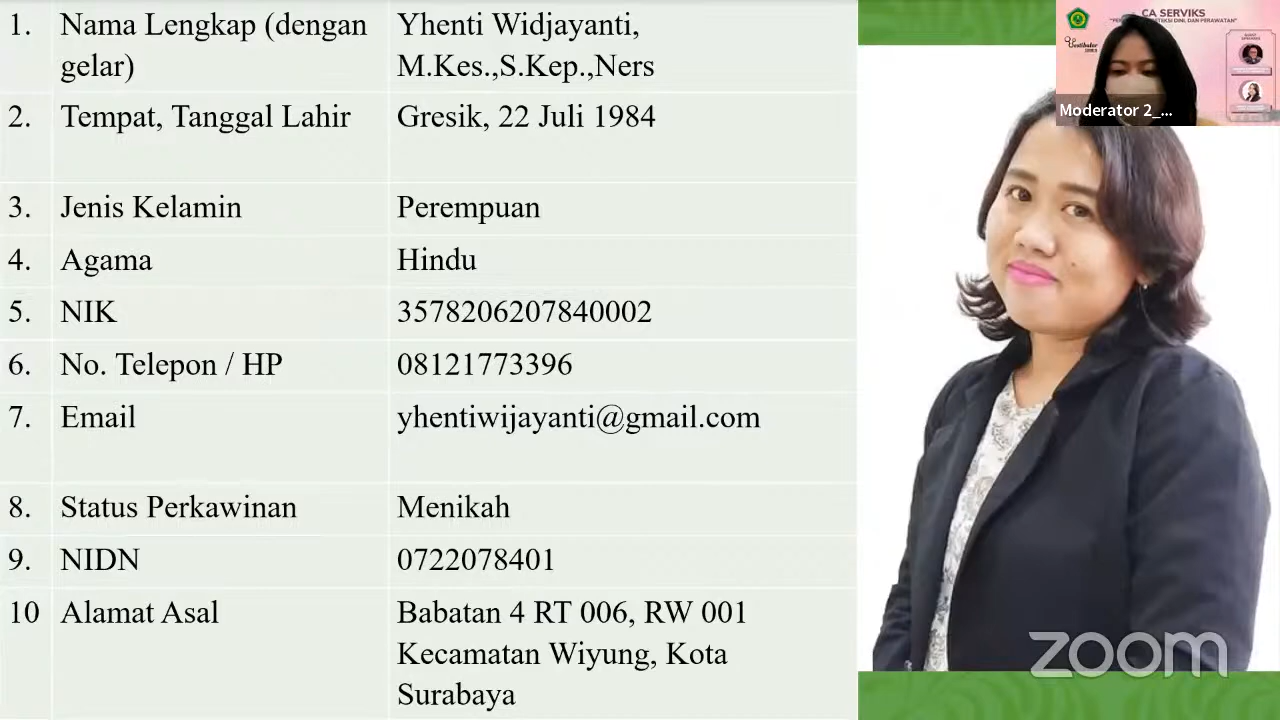 1. Nama Lengkap (dengan gelar) Yhenti Widjayanti, M.Kes.,S.Kep.,Ners
2. Tempat, Tanggal Lahir Gresik, 22 Juli 1984
3. Jenis Kelamin Perempuan
4. Agama Hindu
5. NIK 3578206207840002
6. No. Telepon / HP 08121773396
7. Email yhentiwijayanti@gmail.com
8. Status Perkawinan Menikah
9. NIDN 0722078401
10 Alamat Asal Babatan 4 RT 006, RW 001
Kecamatan Wiyung, Kota
Surabaya
CA SERVIKS
Moderator 2_...
zoom